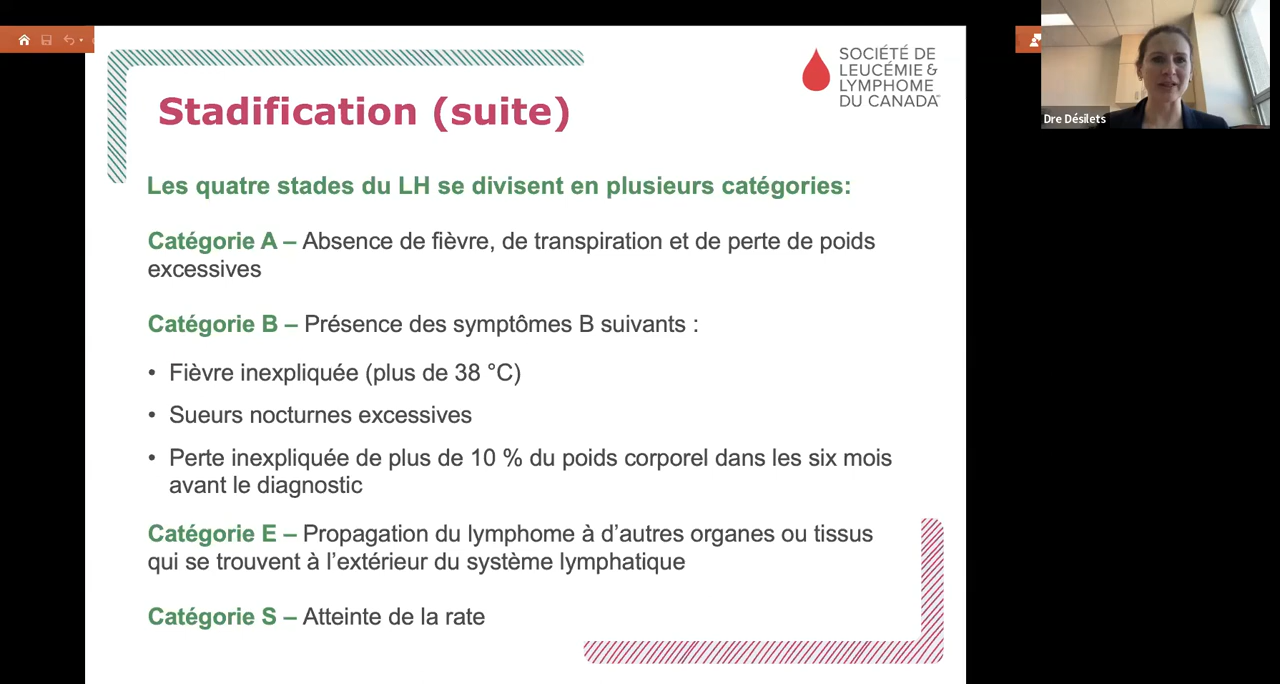 SOCIÉTÉ DE
LEUCÉMIE &
LYMPHOME
DU CANADA™
Stadification (suite)
Dre Désilets
Les quatre stades du LH se divisent en plusieurs catégories:
Catégorie A – Absence de fièvre, de transpiration et de perte de poids
excessives
Catégorie B – Présence des symptômes B suivants :
• Fièvre inexpliquée (plus de 38 °C)
• Sueurs nocturnes excessives
• Perte inexpliquée de plus de 10 % du poids corporel dans les six mois
avant le diagnostic
Catégorie E – Propagation du lymphome à d’autres organes ou tissus
qui se trouvent à l’extérieur du système lymphatique
Catégorie S – Atteinte de la rate